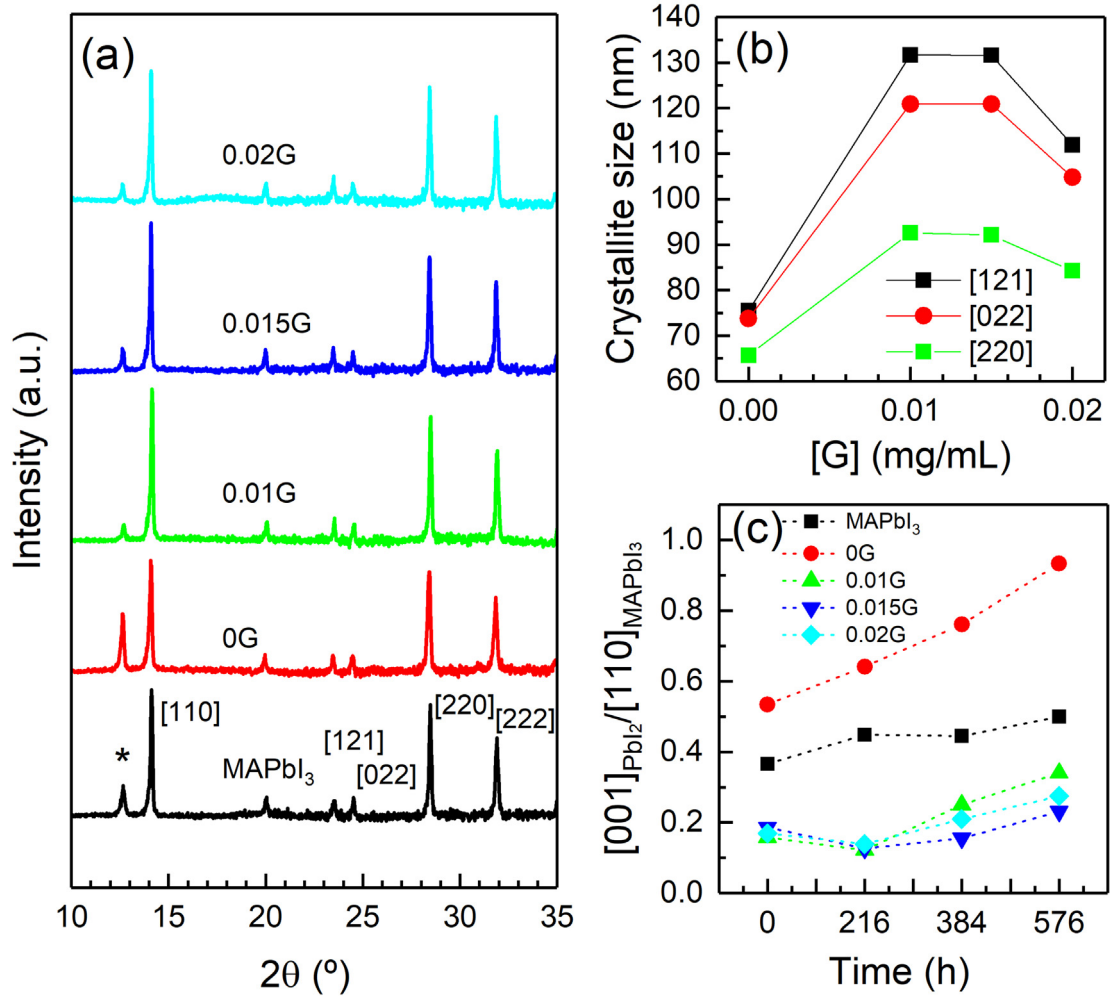 (a)
0.02G
0.015G
0.01G
0G
[110]
[220]
[222]
*
[121]
MAPbI3
[022]
10 15 20 25 30 35
2θ (º)
Intensity (a.u.)
(b)
140
130
120
110
100
90
80
70
60
[121]
[022]
[220]
0.00 0.01 0.02
[G] (mg/mL)
Crystallite size (nm)
(c)
MAPbI3
0G
0.01G
0.015G
0.02G
1.0
0.8
0.6
0.4
0.2
0.0
0 216 384 576
Time (h)
[001]PbI2/[110]MAPbI3